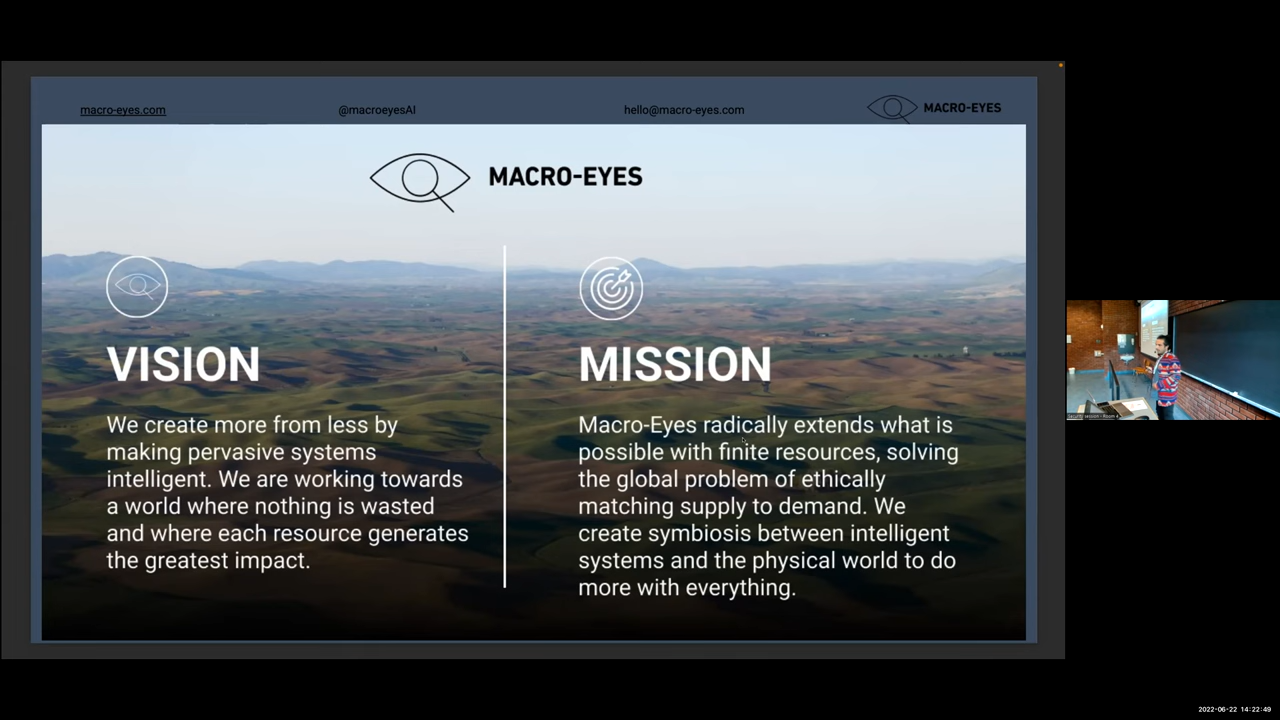 macro-eyes.com
@macroeyesAI
hello@macro-eyes.com
MACRO-EYES
MACRO-EYES
VISION
We create more from less by
making pervasive systems
intelligent. We are working towards
a world where nothing is wasted
and where each resource generates
the greatest impact.
MISSION
Macro-Eyes radically extends what is
possible with finite resources, solving
the global problem of ethically
matching supply to demand. We
create symbiosis between intelligent
systems and the physical world to do
more with everything.
Security session - Room 4
2022-06-22 14:22:49